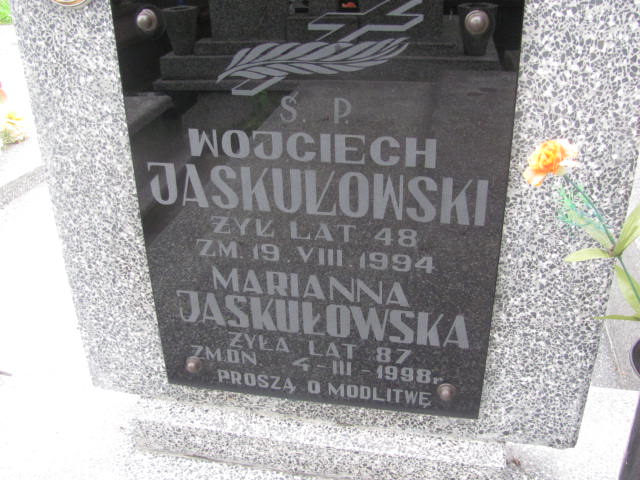 Ś. P.
WOJCIECH
JASKUŁOWSKI
ŻYŁ LAT 48
ZM. 19. VIII. 1994
MARIANNA
JASKUŁOWSKA
ŻYŁA LAT 87
ZM. DN. 4-III-1998r.
PROSZĄ O MODLITWĘ